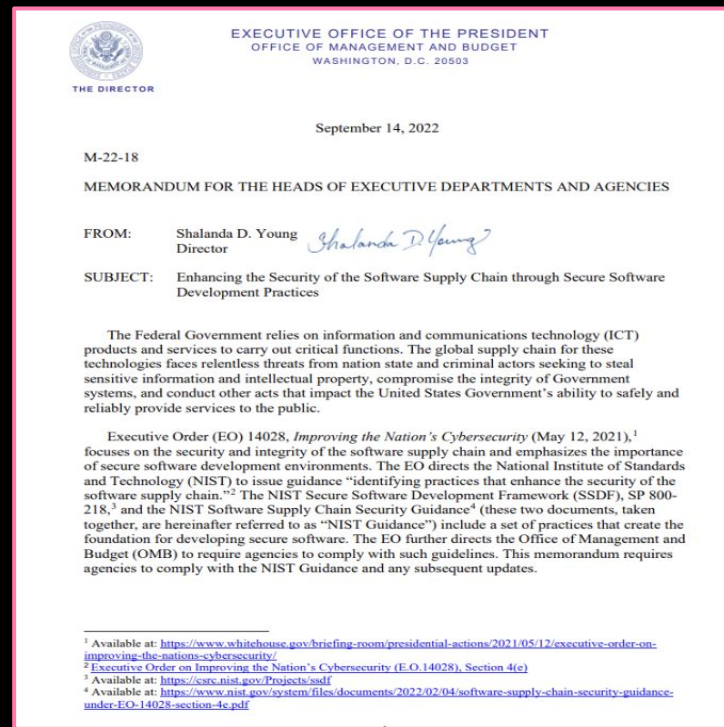 EXECUTIVE OFFICE OF THE PRESIDENT
OFFICE OF MANAGEMENT AND BUDGET
WASHINGTON, D.C. 20503
THE DIRECTOR
September 14, 2022
M-22-18
MEMORANDUM FOR THE HEADS OF EXECUTIVE DEPARTMENTS AND AGENCIES
FROM: Shalanda D. Young Shalanda D. Young
Director
SUBJECT: Enhancing the Security of the Software Supply Chain through Secure Software
Development Practices
The Federal Government relies on information and communications technology (ICT)
products and services to carry out critical functions. The global supply chain for these
technologies faces relentless threats from nation state and criminal actors seeking to steal
sensitive information and intellectual property, compromise the integrity of Government
systems, and conduct other acts that impact the United States Government's ability to safely and
reliably provide services to the public.
Executive Order (EO) 14028, Improving the Nation's Cybersecurity (May 12, 2021),1
focuses on the security and integrity of the software supply chain and emphasizes the importance
of secure software development environments. The EO directs the National Institute of Standards
and Technology (NIST) to issue guidance "identifying practices that enhance the security of the
software supply chain."2 The NIST Secure Software Development Framework (SSDF), SP 800-
218,3 and the NIST Software Supply Chain Security Guidance4 (these two documents, taken
together, are hereinafter referred to as "NIST Guidance") include a set of practices that create the
foundation for developing secure software. The EO further directs the Office of Management and
Budget (OMB) to require agencies to comply with such guidelines. This memorandum requires
agencies to comply with the NIST Guidance and any subsequent updates.
1 Available at: https://www.whitehouse.gov/briefing-room/presidential-actions/2021/05/12/executive-order-on-
improving-the-nations-cybersecurity/
2 Executive Order on Improving the Nation's Cybersecurity (E.O.14028), Section 4(e)
3 Available at: https://csrc.nist.gov/Projects/ssdf
4 Available at: https://www.nist.gov/system/files/documents/2022/02/04/software-supply-chain-security-guidance-
under-EO-14028-section-4e.pdf